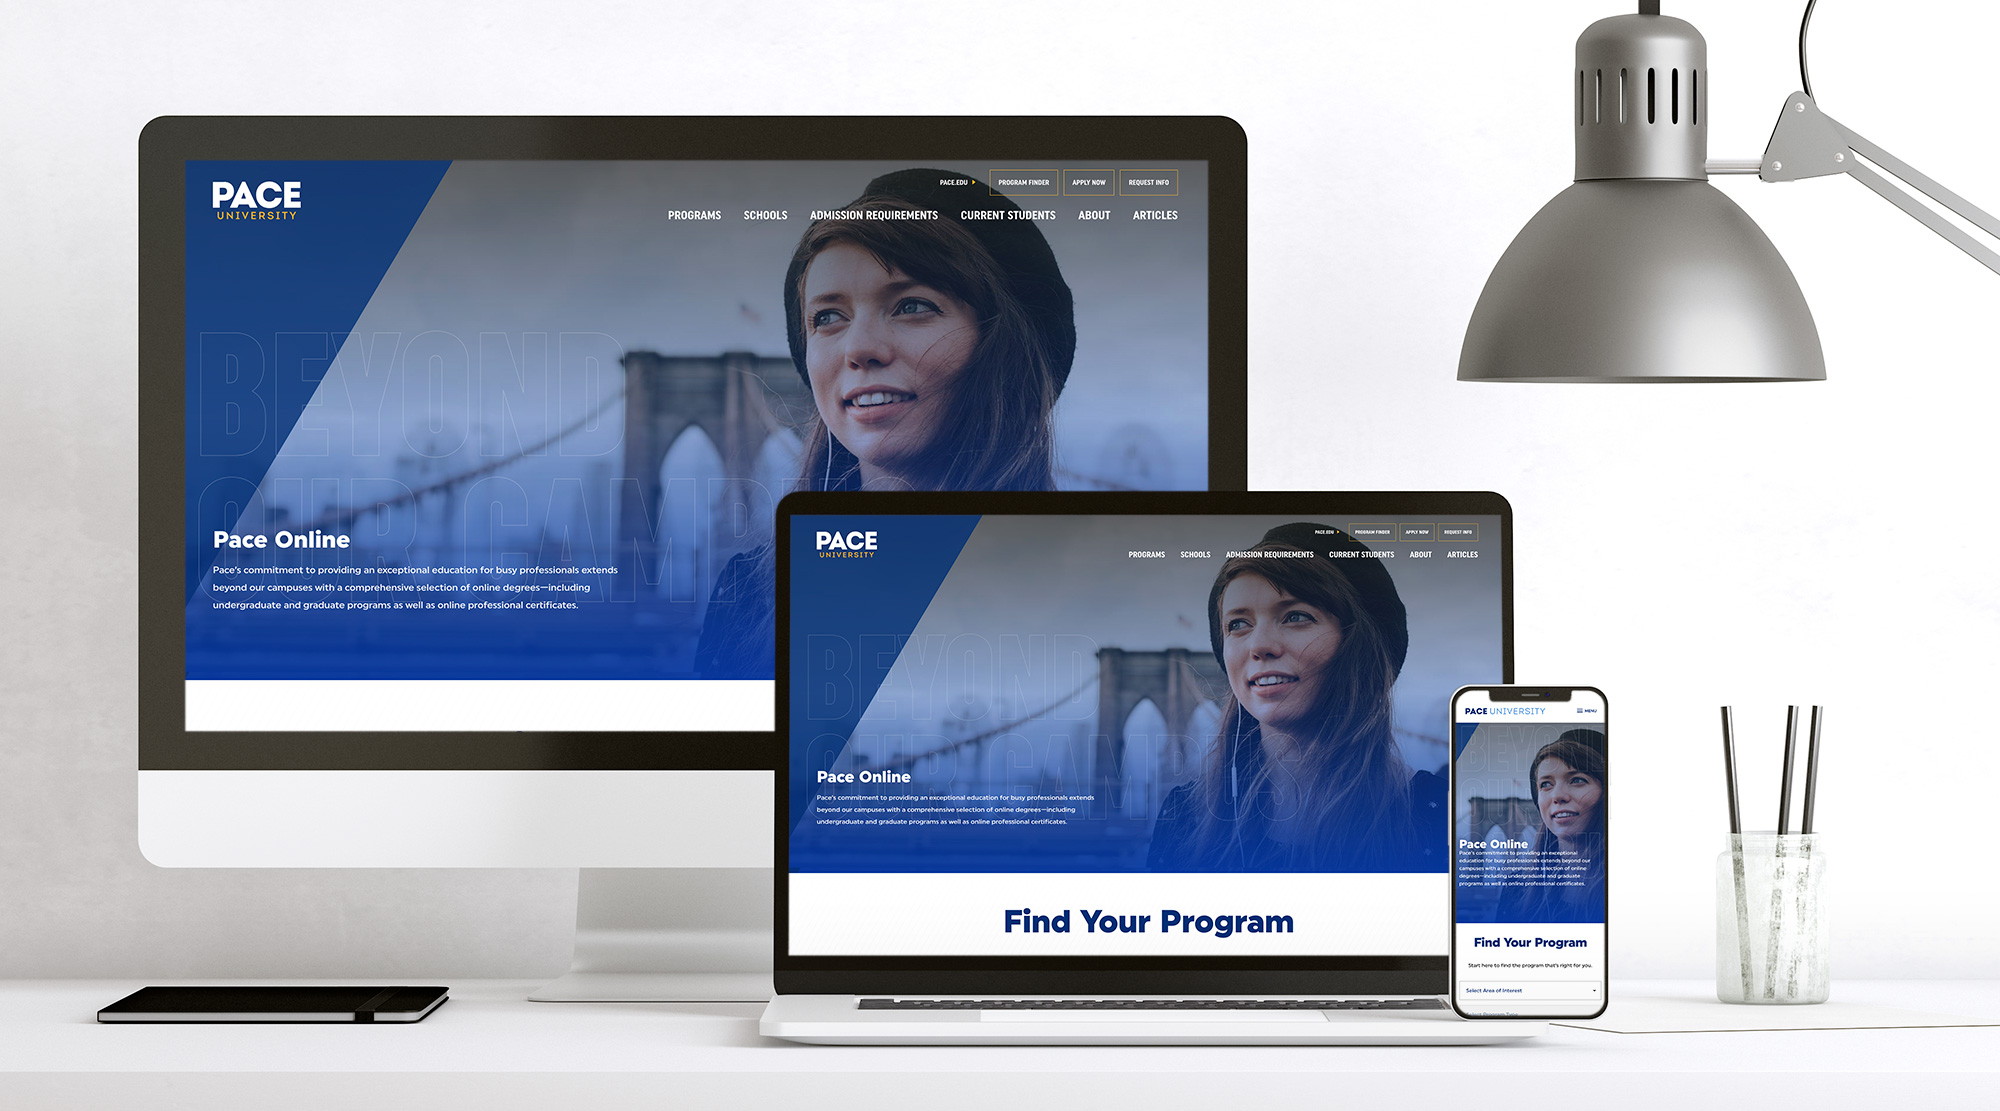 PACE
UNIVERSITY
PACE.EDU
PROGRAM FINDER
APPLY NOW
REQUEST INFO
PROGRAMS
SCHOOLS
ADMISSION REQUIREMENTS
CURRENT STUDENTS
ABOUT
ARTICLES
BEYOND
OUR CAMPUS
Pace Online
Pace's commitment to providing an exceptional education for busy professionals extends
beyond our campuses with a comprehensive selection of online degrees—including
undergraduate and graduate programs as well as online professional certificates.
PACE
UNIVERSITY
PACE.EDU
PROGRAM FINDER
APPLY NOW
REQUEST INFO
PROGRAMS
SCHOOLS
ADMISSION REQUIREMENTS
CURRENT STUDENTS
ABOUT
ARTICLES
BEYOND
OUR CAMPUS
Pace Online
Pace's commitment to providing an exceptional education for busy professionals extends
beyond our campuses with a comprehensive selection of online degrees—including
undergraduate and graduate programs as well as online professional certificates.
Find Your Program
PACE UNIVERSITY
MENU
BEYOND
Pace Online
Pace's commitment to providing an exceptional
education for busy professionals extends beyond our
campuses with a comprehensive selection of online
degrees—including undergraduate and graduate
programs as well as online professional certificates.
Find Your Program
Start here to find the program that's right for you.
Select Area of Interest